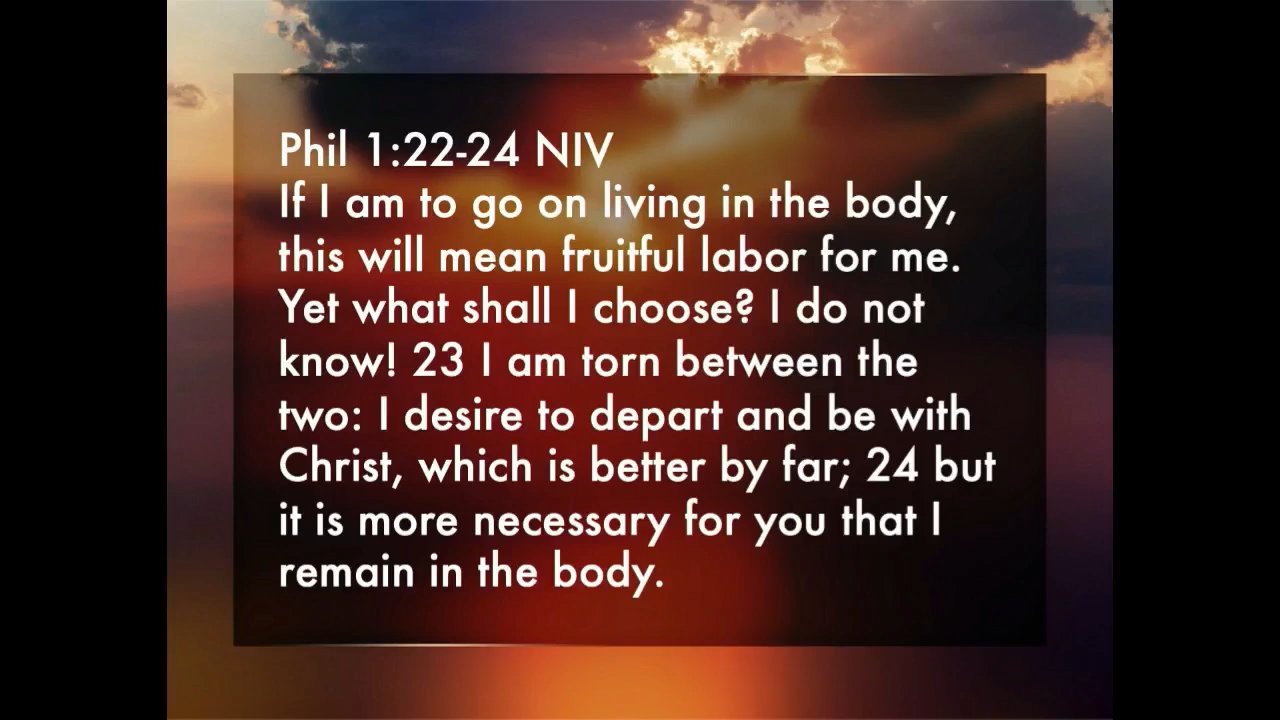 Phil 1:22-24 NIV
If I am to go on living in the body,
this will mean fruitful labor for me.
Yet what shall I choose? I do not
know! 23 I am torn between the
two: I desire to depart and be with
Christ, which is better by far; 24 but
it is more necessary for you that I
remain in the body.